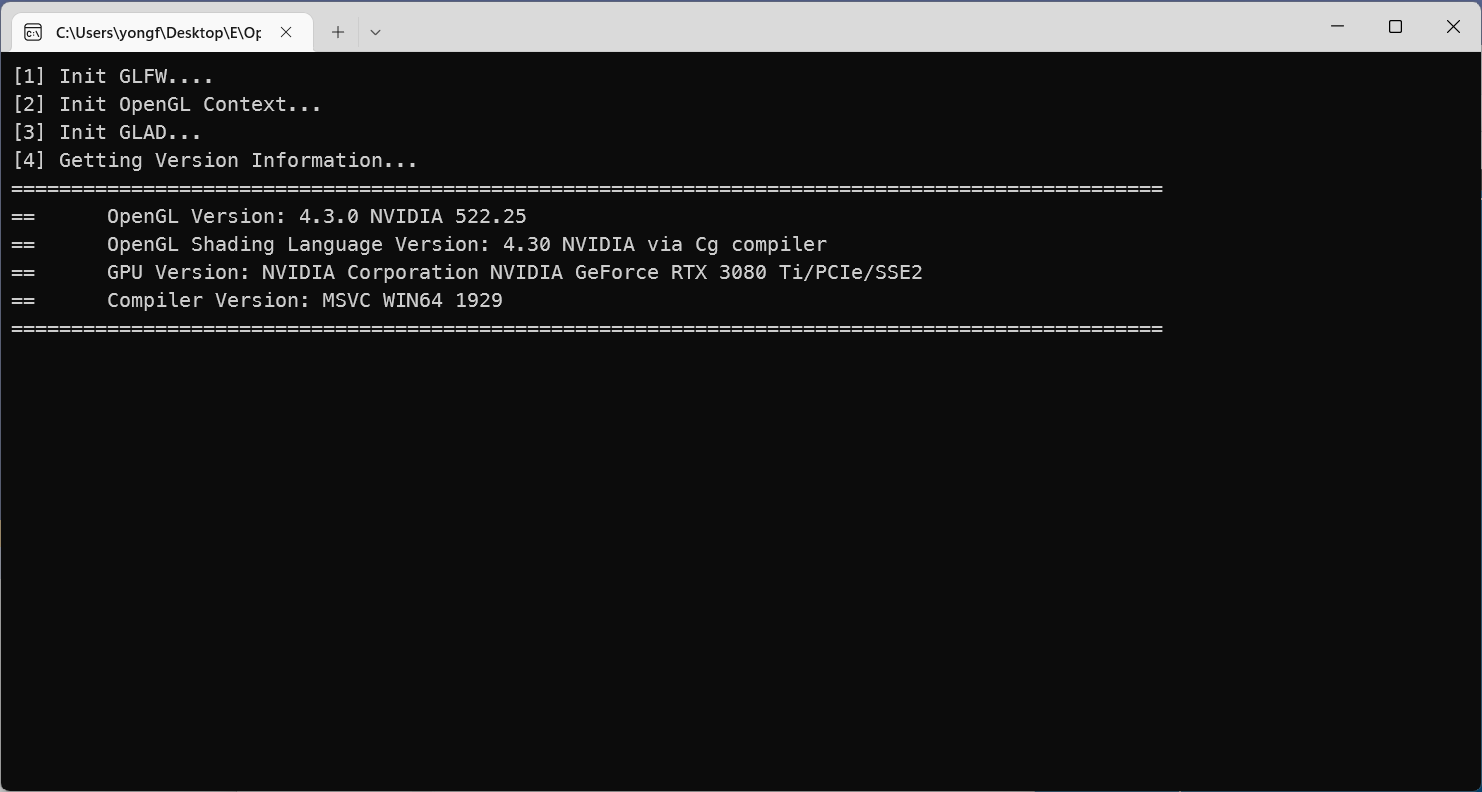 C:\Users\yongf\Desktop\E\Op
[1] Init GLFW....
[2] Init OpenGL Context...
[3] Init GLAD...
[4] Getting Version Information...
================================================================================================
==      OpenGL Version: 4.3.0 NVIDIA 522.25
==      OpenGL Shading Language Version: 4.30 NVIDIA via Cg compiler
==      GPU Version: NVIDIA Corporation NVIDIA GeForce RTX 3080 Ti/PCIe/SSE2
==      Compiler Version: MSVC WIN64 1929
================================================================================================